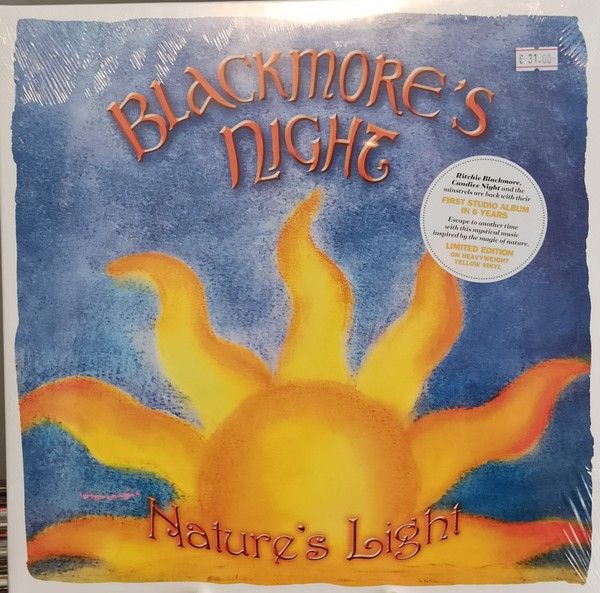 BLACKMORE'S
NIGHT
€ 31.00
Ritchie Blackmore,
Candice Night and the
minstrels are back with their
FIRST STUDIO ALBUM
IN 6 YEARS
Escape to another time
with this mystical music
inspired by the magic of nature.
LIMITED EDITION
ON HEAVYWEIGHT
YELLOW VINYL
Nature's Light